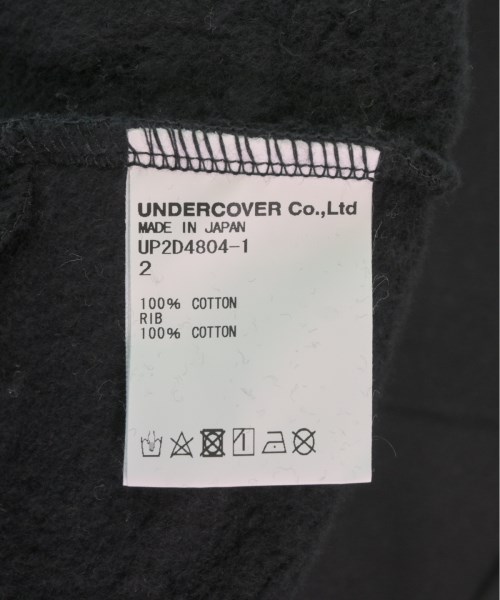 UNDERCOVER Co.,Ltd
MADE IN JAPAN
UP2D4804-1
2
100% COTTON
RIB
100% COTTON